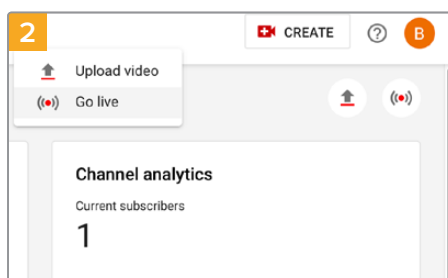 2
CREATE
B
Upload video
Go live
Channel analytics
Current subscribers
1